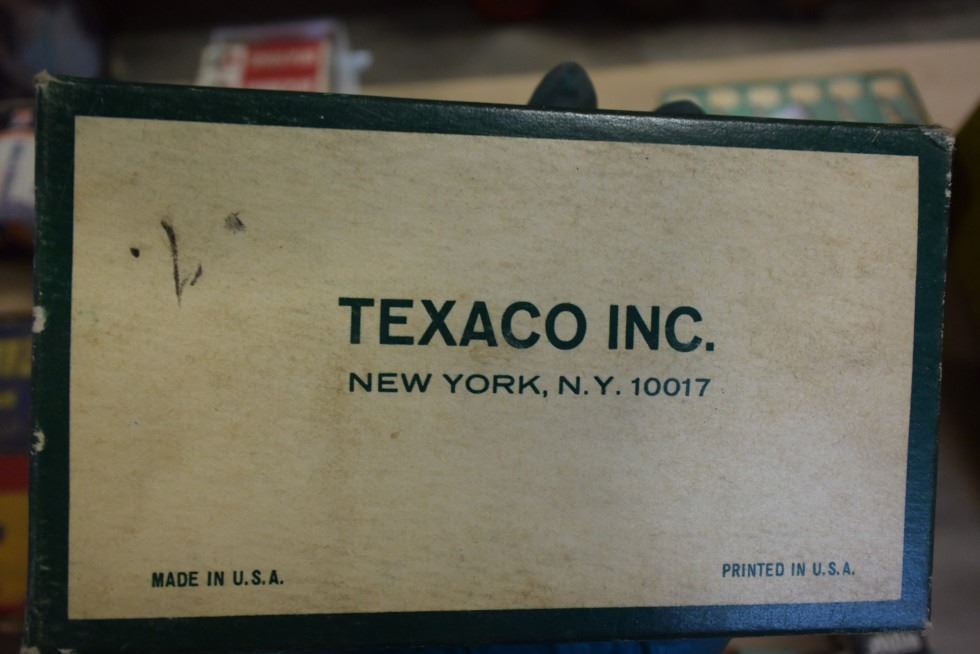 TEXACO INC.
NEW YORK, N.Y. 10017
MADE IN U.S.A.
PRINTED IN U.S.A.